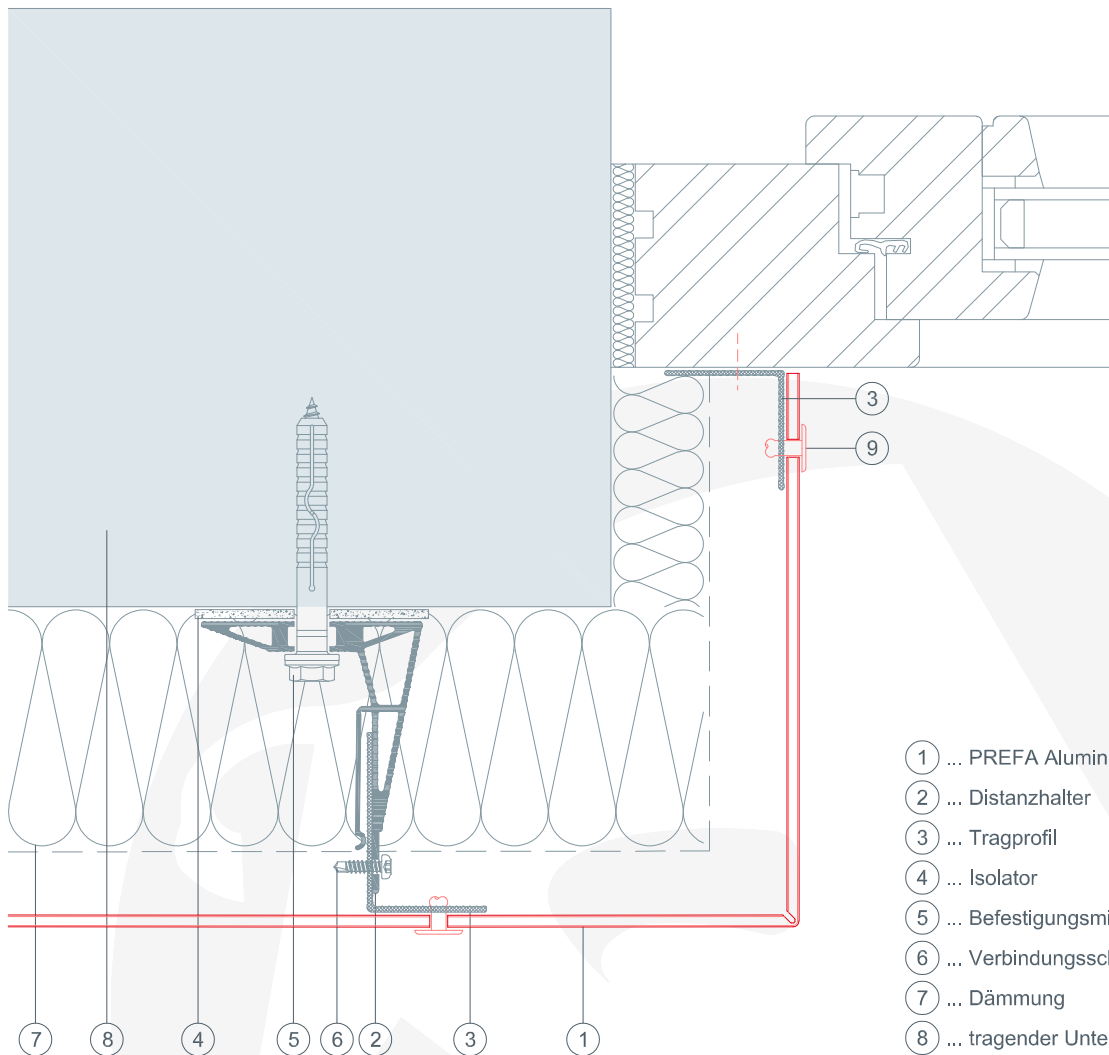 3
9
1 ... PREFA Alumin
2 ... Distanzhalter
3 ... Tragprofil
4 ... Isolator
5 ... Befestigungsmi
6 ... Verbindungssch
7 ... Dämmung
8 ... tragender Unte
7 8 4 5 6 2 3 1